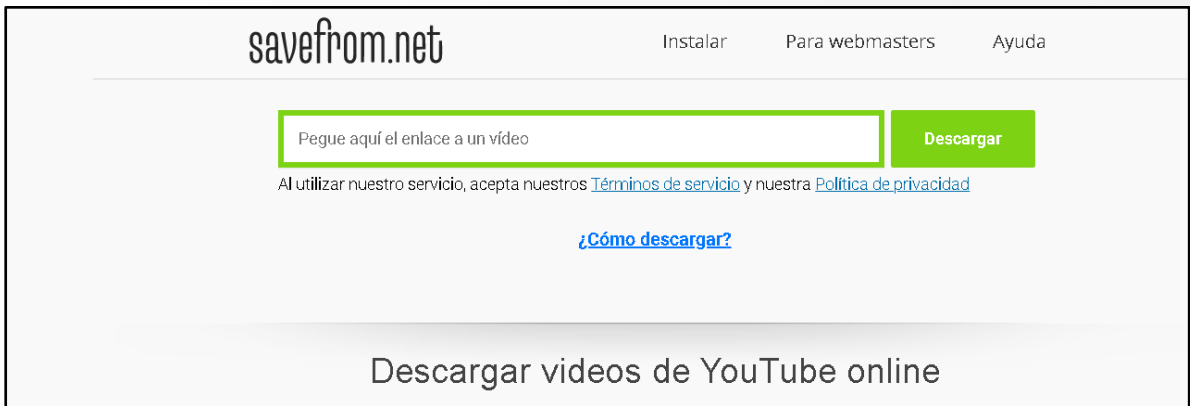 savefrom.net
Instalar Para webmasters Ayuda
Pegue aquí el enlace a un vídeo
Descargar
Al utilizar nuestro servicio, acepta nuestros Términos de servicio y nuestra Política de privacidad
¿Cómo descargar?
Descargar videos de YouTube online